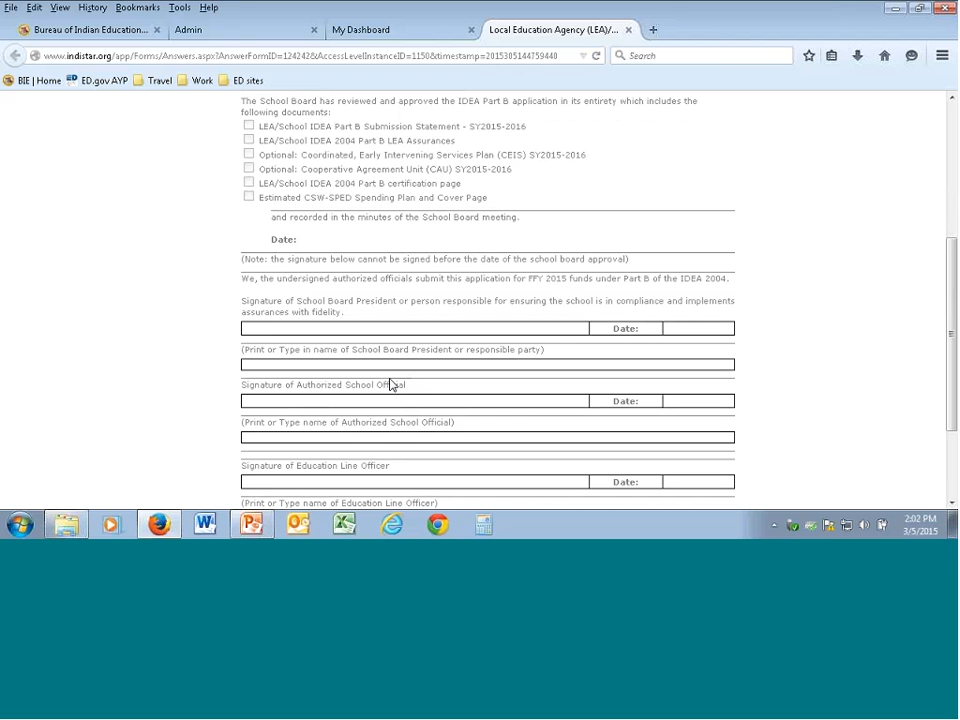 File Edit View History Bookmarks Tools Help
Bureau of Indian Education... × Admin × My Dashboard × Local Education Agency (LEA)/... × +
www.indistar.org/app/Forms/Answers.aspx?AnswerFormID=124242&AccessLevelInstanceID=1150&timestamp=2015305144759440 Search
BIE | Home ED.gov AYP Travel Work ED sites
The School Board has reviewed and approved the IDEA Part B application in its entirety which includes the
following documents:
LEA/School IDEA Part B Submission Statement - SY2015-2016
LEA/School IDEA 2004 Part B LEA Assurances
Optional: Coordinated, Early Intervening Services Plan (CEIS) SY2015-2016
Optional: Cooperative Agreement Unit (CAU) SY2015-2016
LEA/School IDEA 2004 Part B certification page
Estimated CSW-SPED Spending Plan and Cover Page
and recorded in the minutes of the School Board meeting.
Date:
(Note: the signature below cannot be signed before the date of the school board approval)
We, the undersigned authorized officials submit this application for FFY 2015 funds under Part B of the IDEA 2004.
Signature of School Board President or person responsible for ensuring the school is in compliance and implements
assurances with fidelity.
Date:
(Print or Type in name of School Board President or responsible party)
Signature of Authorized School Official
Date:
(Print or Type name of Authorized School Official)
Signature of Education Line Officer
Date:
(Print or Type name of Education Line Officer)
2:02 PM
3/5/2015